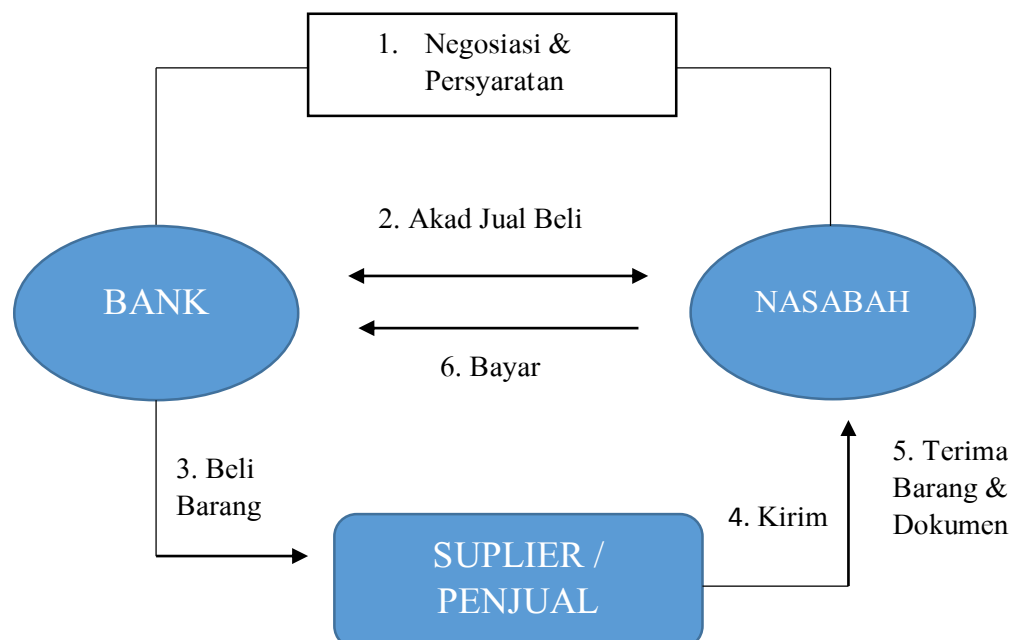 1. Negosiasi &
Persyaratan
2. Akad Jual Beli
BANK
NASABAH
6. Bayar
3. Beli
Barang
5. Terima
Barang &
Dokumen
4. Kirim
SUPLIER /
PENJUAL